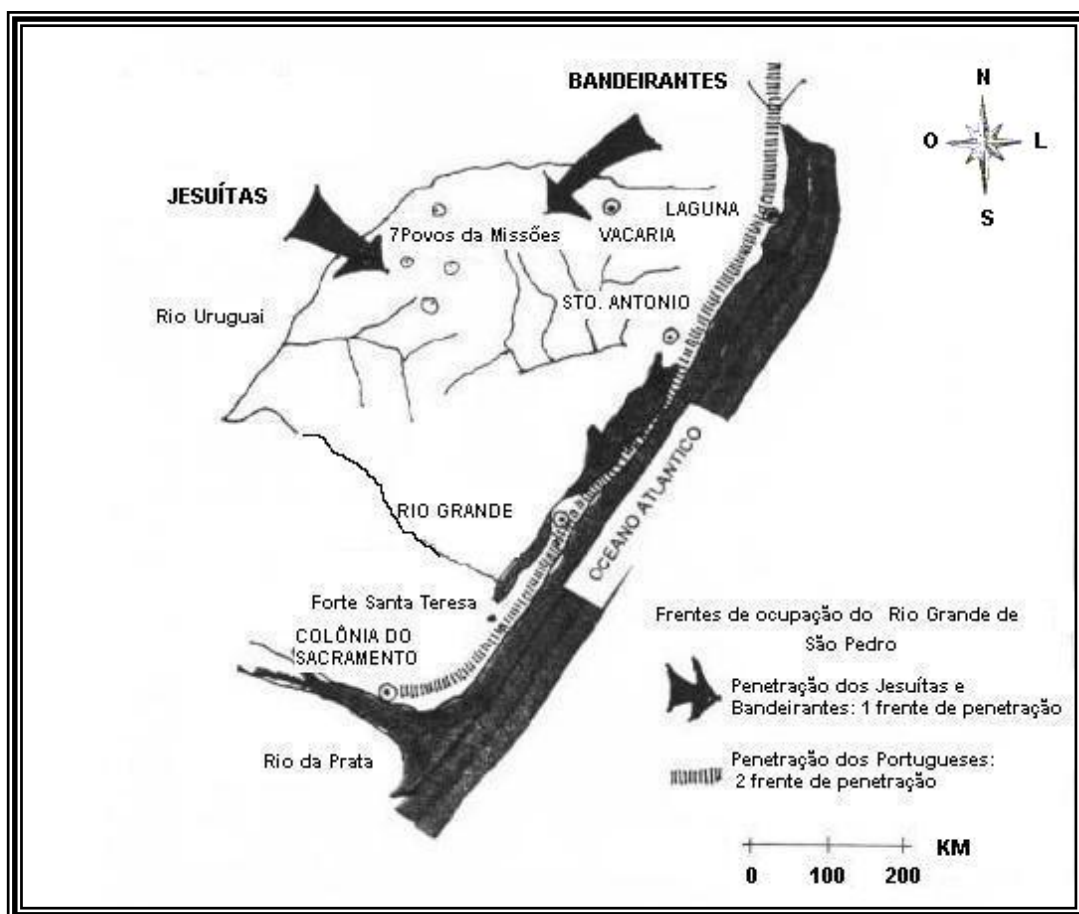 BANDEIRANTES
N
O
L
S
JESUÍTAS
LAGUNA
7Povos da Missões
VACARIA
STO. ANTONIO
Rio Uruguai
OCEANO ATLANTICO
RIO GRANDE
Forte Santa Teresa
COLÔNIA DO
SACRAMENTO
Rio da Prata
Frentes de ocupação do Rio Grande de
São Pedro
Penetração dos Jesuítas e
Bandeirantes: 1 frente de penetração
Penetração dos Portugueses:
2 frente de penetração
KM
0 100 200